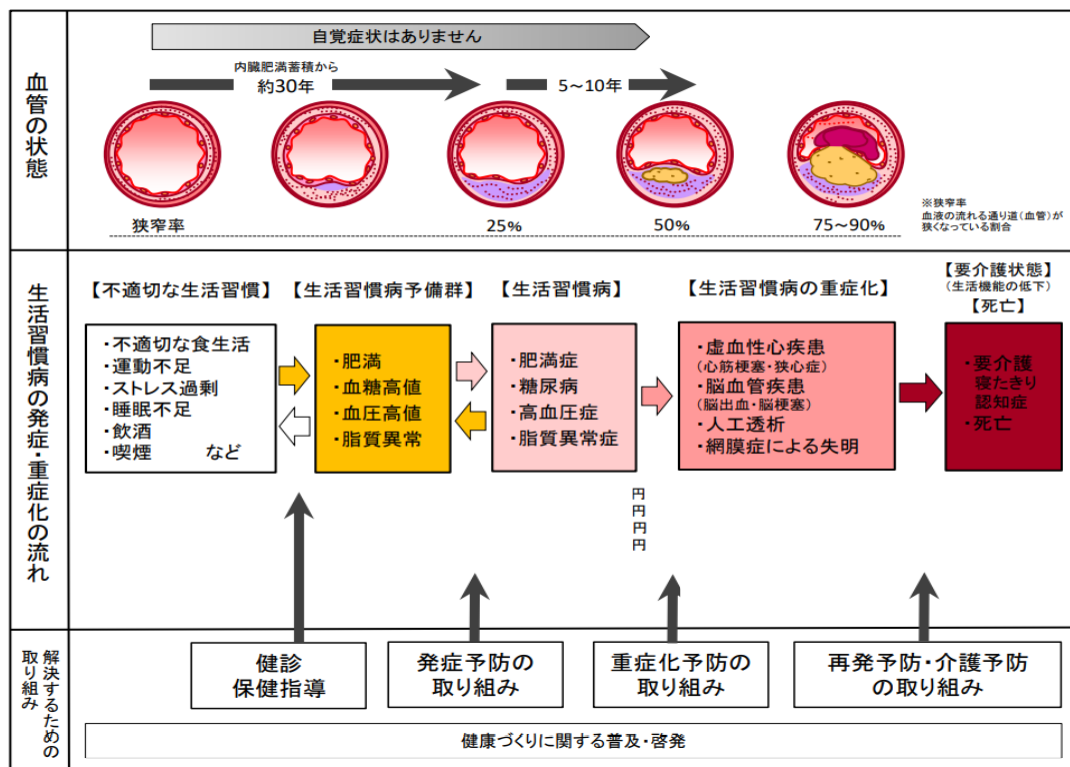 血管の状態
自覚症状はありません
内臓肥満蓄積から
約30年
5～10年
狭窄率
25%
50%
75～90%
※狭窄率
血液の流れる通り道(血管)が
狭くなっている割合
生活習慣病の発症・重症化の流れ
【不適切な生活習慣】
・不適切な食生活
・運動不足
・ストレス過剰
・睡眠不足
・飲酒
・喫煙 など
【生活習慣病予備群】
・肥満
・血糖高値
・血圧高値
・脂質異常
【生活習慣病】
・肥満症
・糖尿病
・高血圧症
・脂質異常症
【生活習慣病の重症化】
・虚血性心疾患
(心筋梗塞・狭心症)
・脳血管疾患
(脳出血・脳梗塞)
・人工透析
・網膜症による失明
【要介護状態】
(生活機能の低下)
【死亡】
・要介護
寝たきり
認知症
・死亡
円
円
円
円
解決するための
取り組み
健診
保健指導
発症予防の
取り組み
重症化予防の
取り組み
再発予防・介護予防
の取り組み
健康づくりに関する普及・啓発